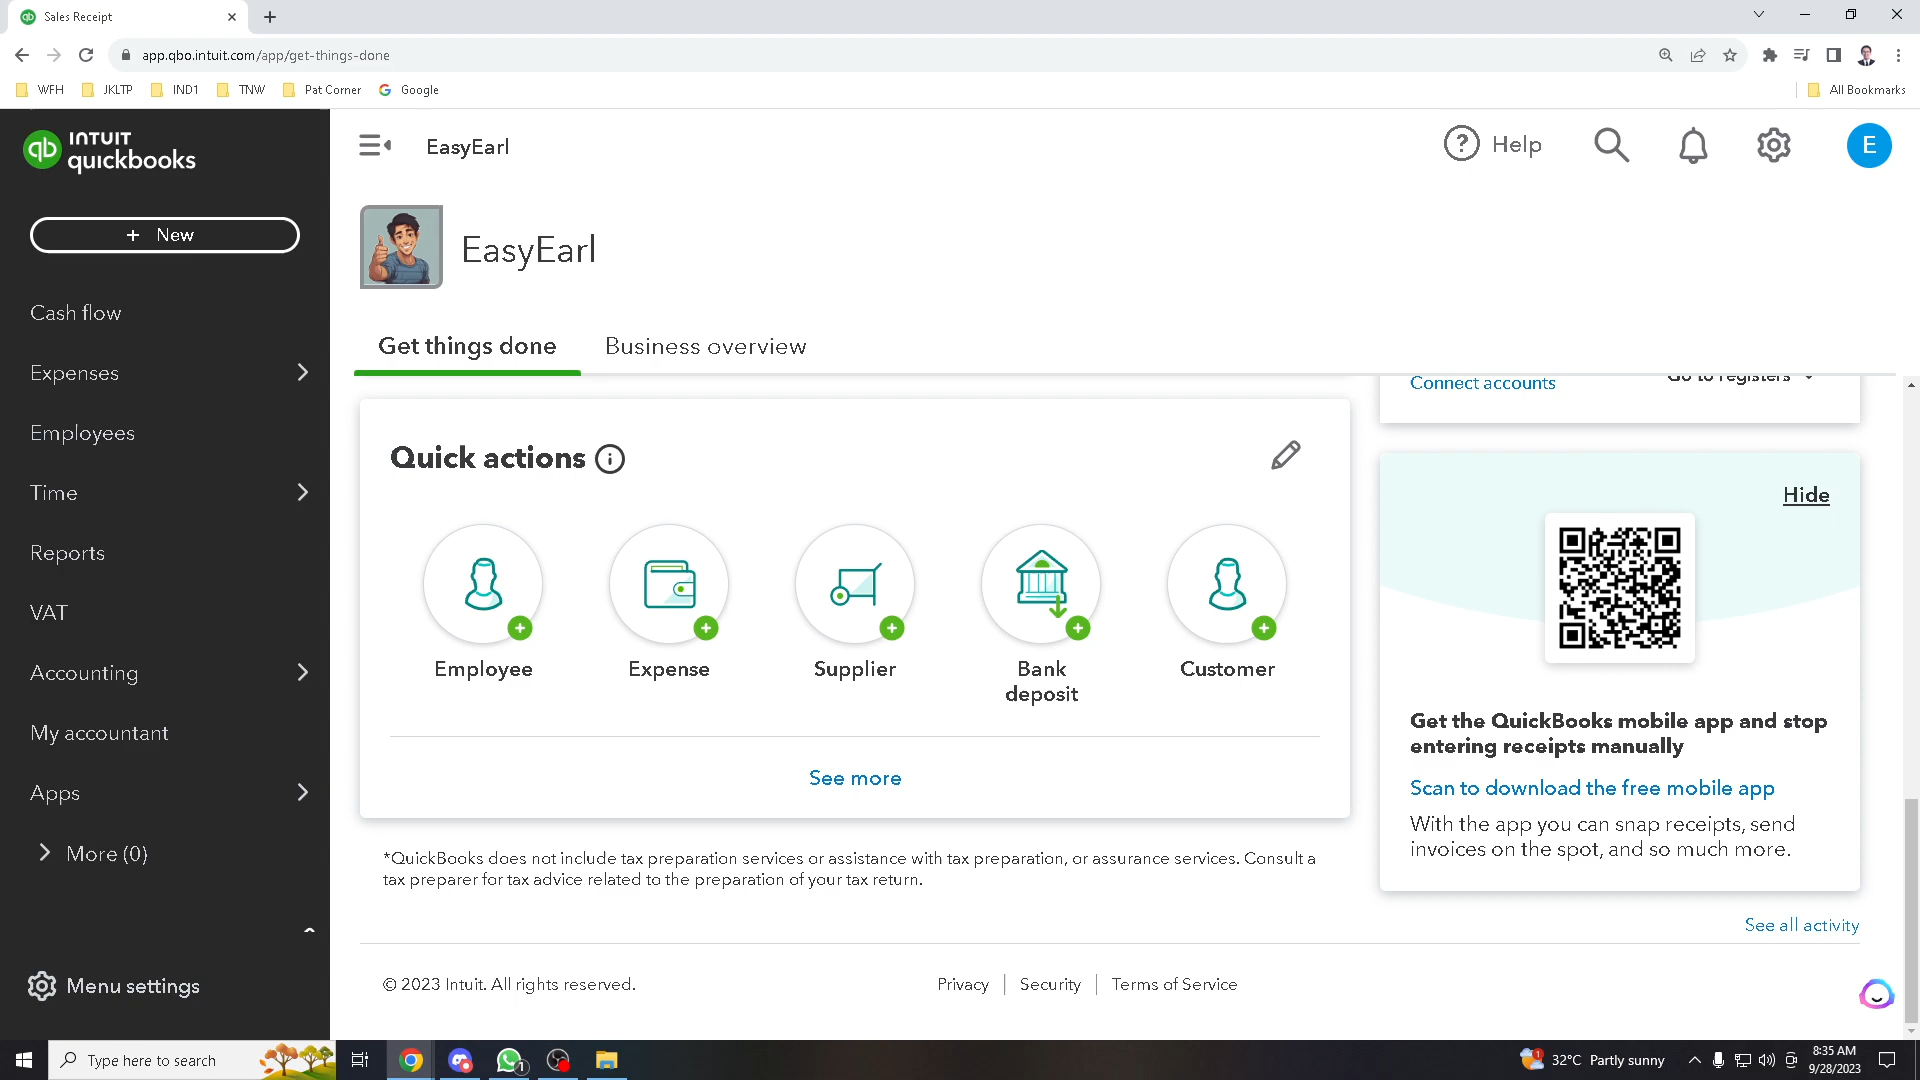 Sales Receipt
app.qbo.intuit.com/app/get-things-done
WFH JKLTP IND1 TNW Pat Corner Google All Bookmarks
INTUIT
quickbooks
EasyEarl
Help
E
+ New
EasyEarl
Cash flow
Expenses
Employees
Time
Reports
VAT
Accounting
My accountant
Apps
More (0)
Menu settings
Get things done Business overview
Connect accounts Go to registers
Quick actions
Employee
Expense
Supplier
Bank
deposit
Customer
See more
Hide
Get the QuickBooks mobile app and stop
entering receipts manually
Scan to download the free mobile app
With the app you can snap receipts, send
invoices on the spot, and so much more.
*QuickBooks does not include tax preparation services or assistance with tax preparation, or assurance services. Consult a
tax preparer for tax advice related to the preparation of your tax return.
See all activity
© 2023 Intuit. All rights reserved.
Privacy Security Terms of Service
Type here to search
1
1
32°C Partly sunny
8:35 AM
9/28/2023